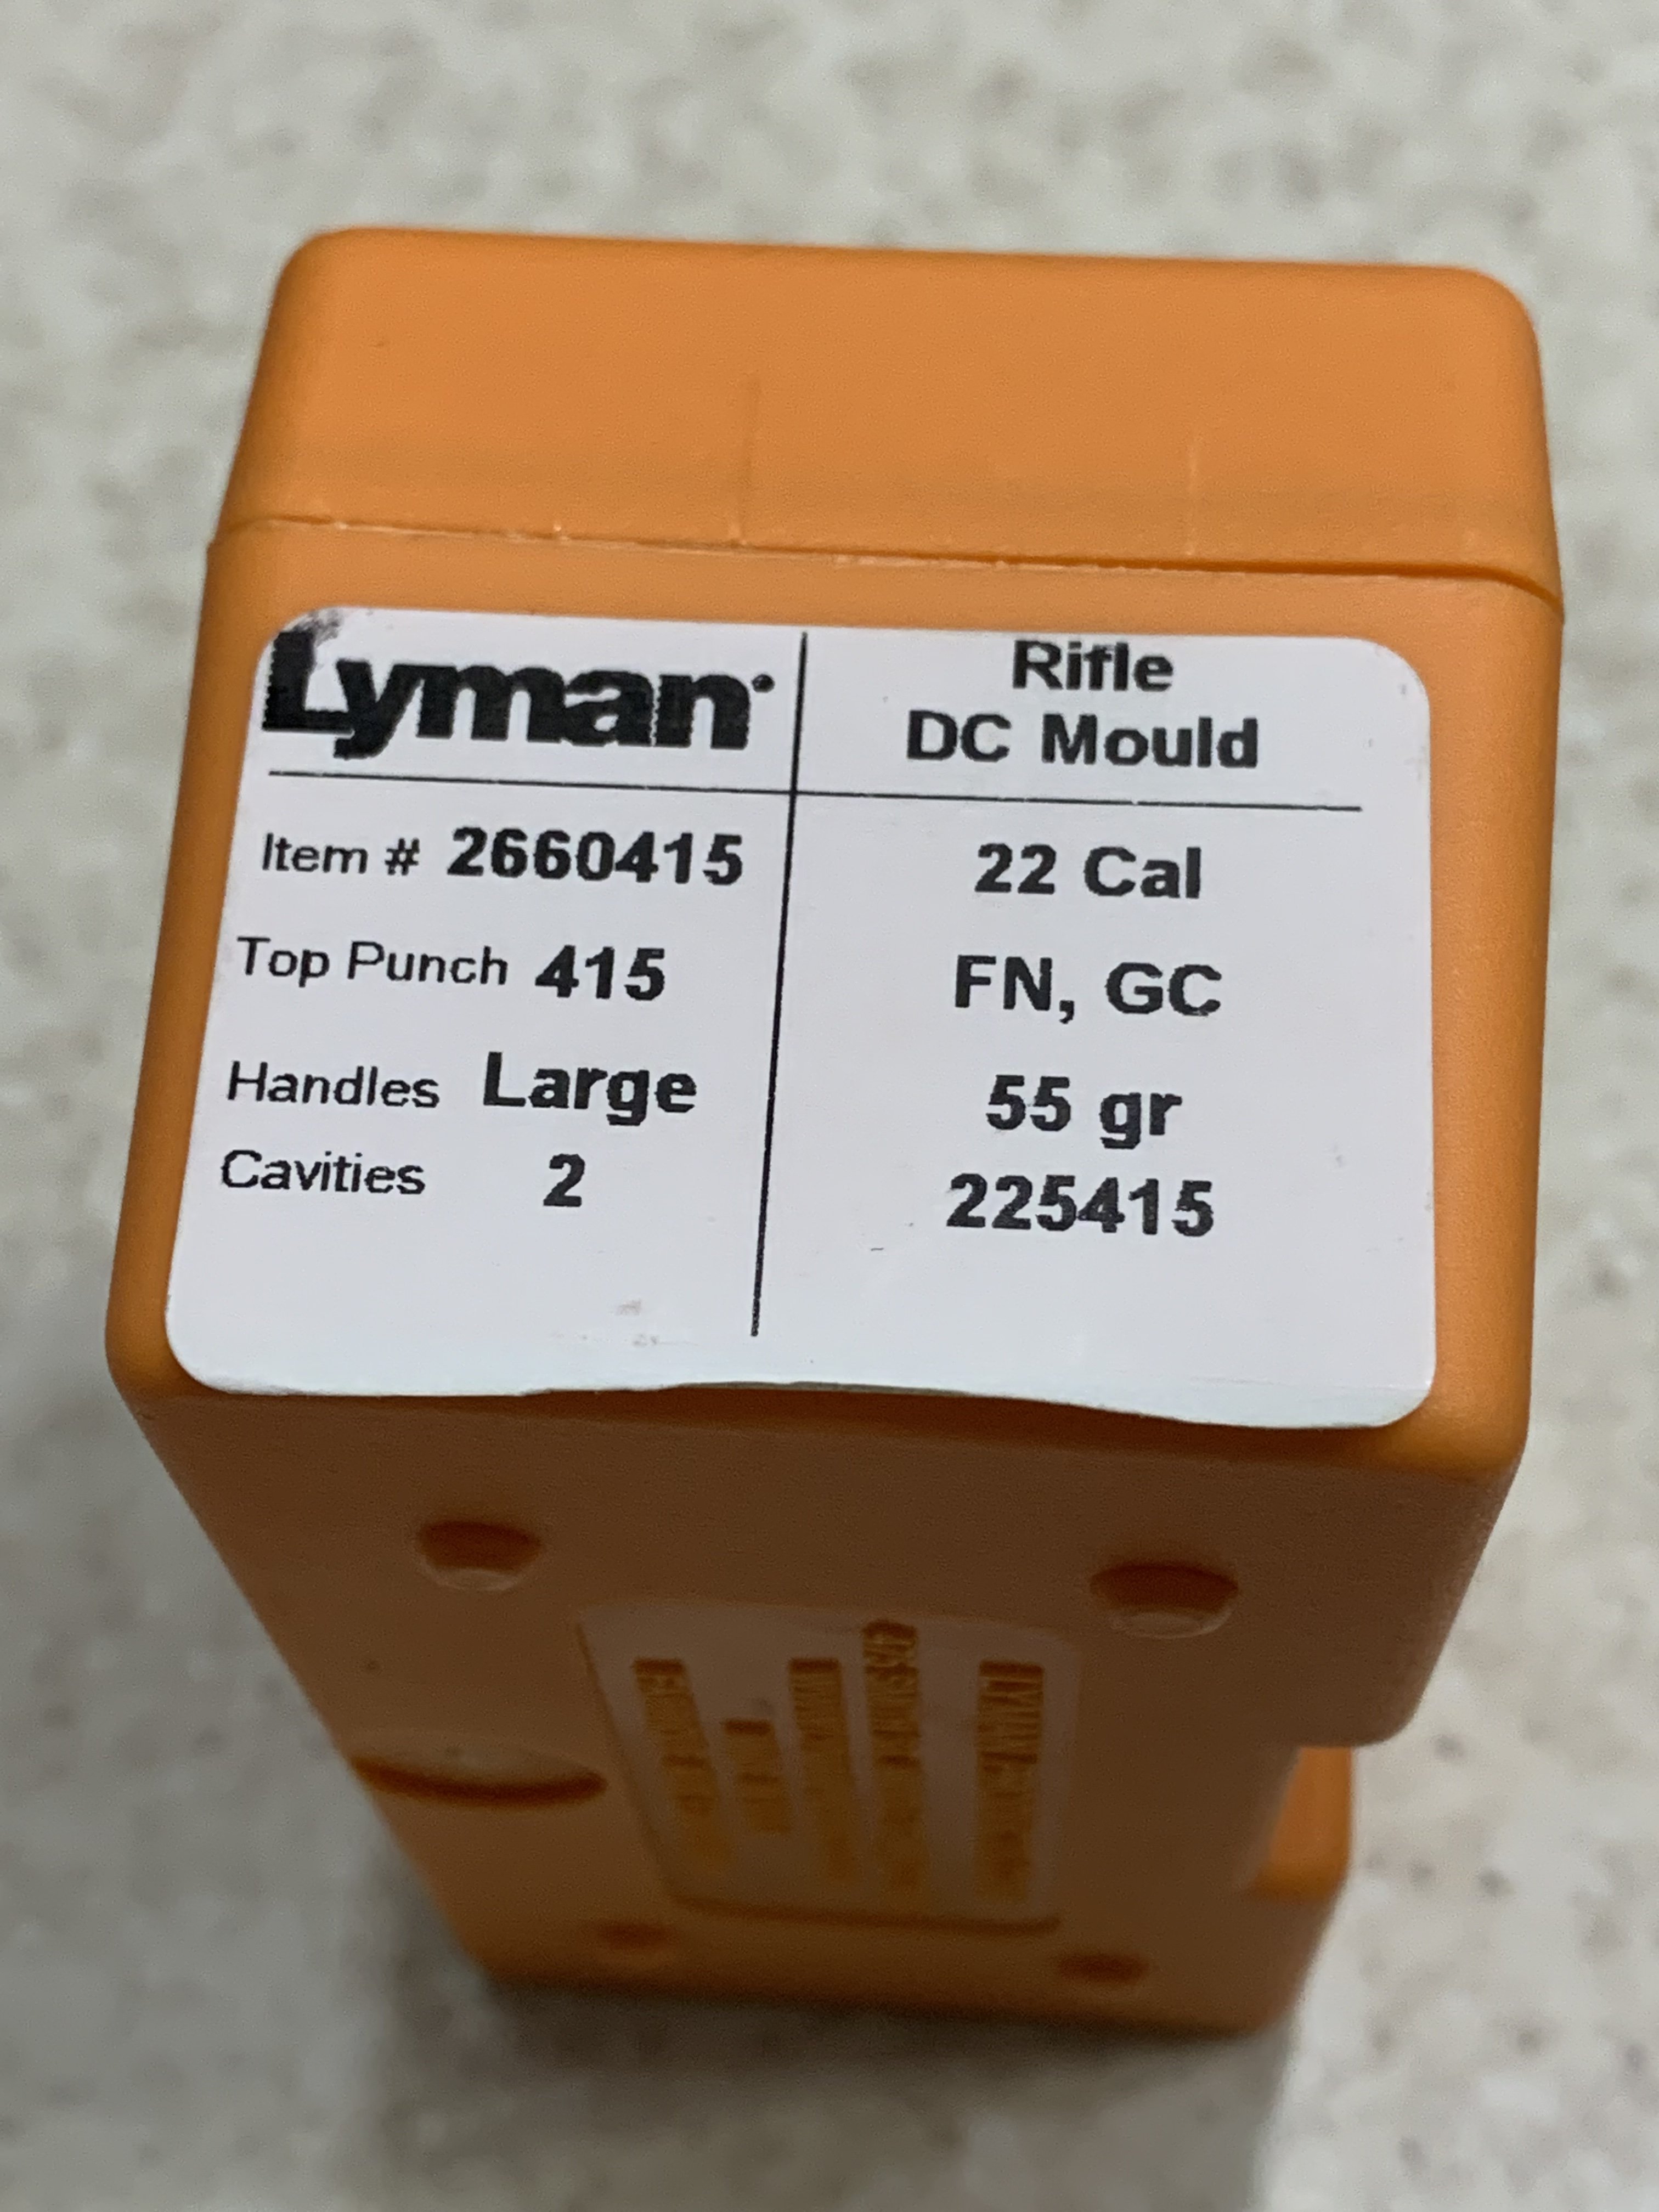 Lyman
Rifle
DC Mould
Item # 2660415
Top Punch 415
Handles Large
Cavities 2
22 Cal
FN, GC
55 gr
225415